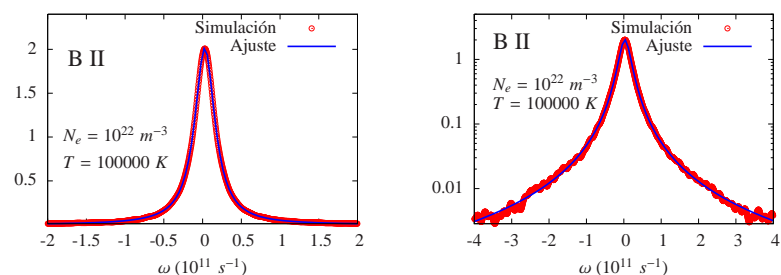 Simulación
Ajuste
B II
N_e = 10^22 m^−3
T = 100000 K
2
1.5
1
0.5
-2 -1.5 -1 -0.5 0 0.5 1 1.5 2
ω (10^11 s^−1)
Simulación
Ajuste
B II
N_e = 10^22 m^−3
T = 100000 K
1
0.1
0.01
-4 -3 -2 -1 0 1 2 3 4
ω (10^11 s^−1)